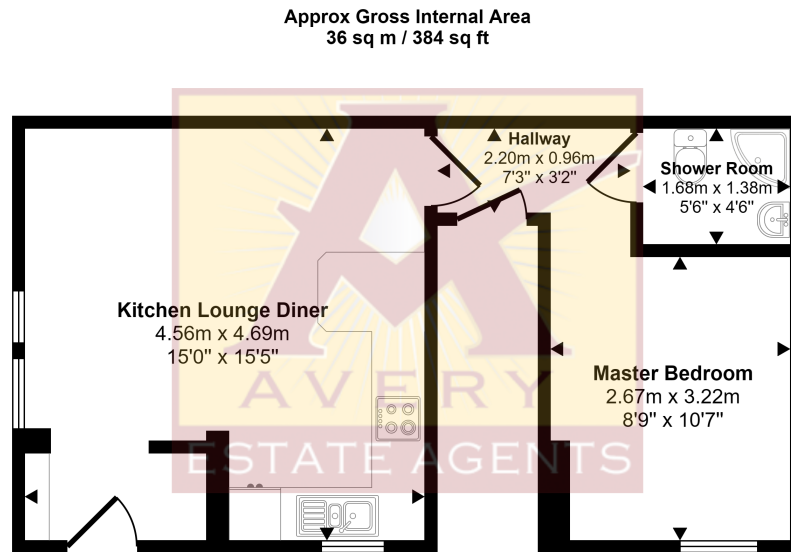 Approx Gross Internal Area
36 sq m / 384 sq ft
Hallway
2.20m x 0.96m
7'3" x 3'2"
Shower Room
1.68m x 1.38m
5'6" x 4'6"
Kitchen Lounge Diner
4.56m x 4.69m
15'0" x 15'5"
Master Bedroom
2.67m x 3.22m
8'9" x 10'7"
AVERY
ESTATE AGENTS